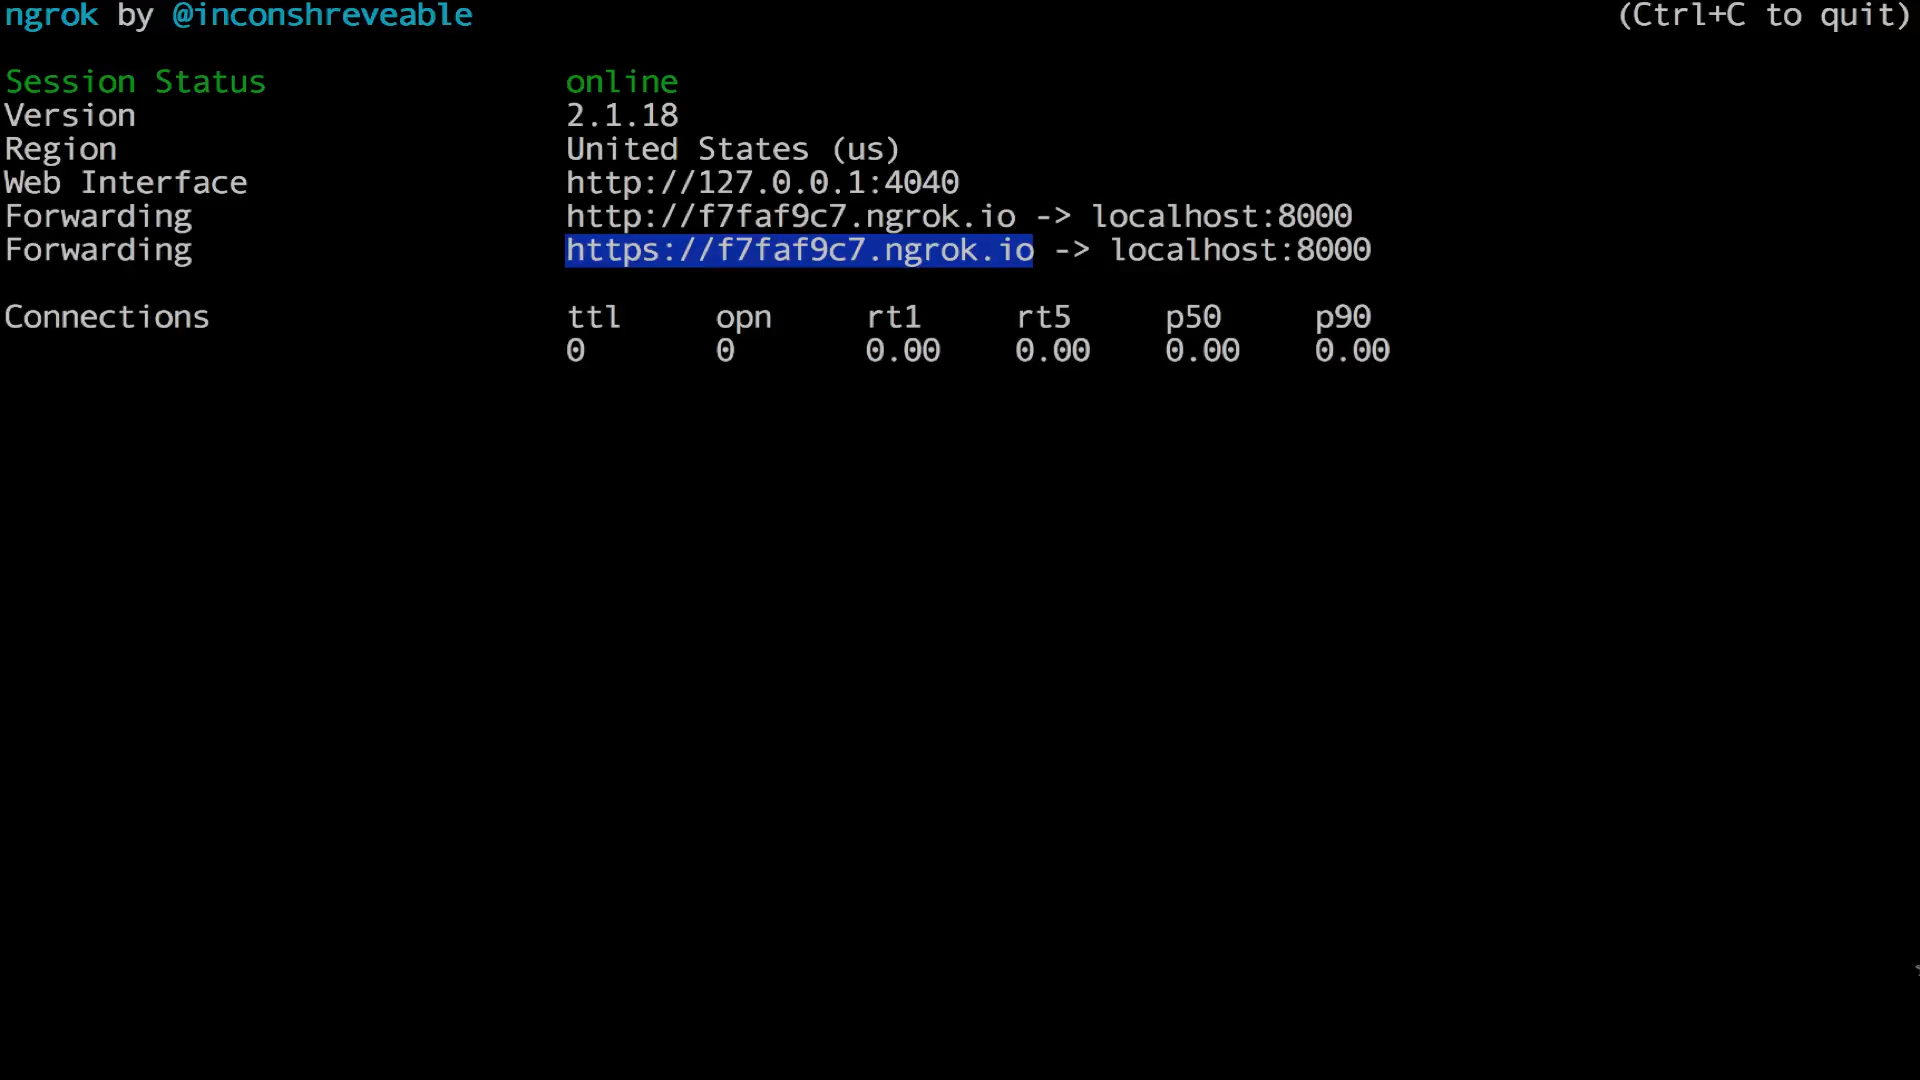 ngrok by @inconshreveable (Ctrl+C to quit)
Session Status online
Version 2.1.18
Region United States (us)
Web Interface http://127.0.0.1:4040
Forwarding http://f7faf9c7.ngrok.io -> localhost:8000
Forwarding https://f7faf9c7.ngrok.io -> localhost:8000
Connections ttl opn rt1 rt5 p50 p90
0 0 0.00 0.00 0.00 0.00